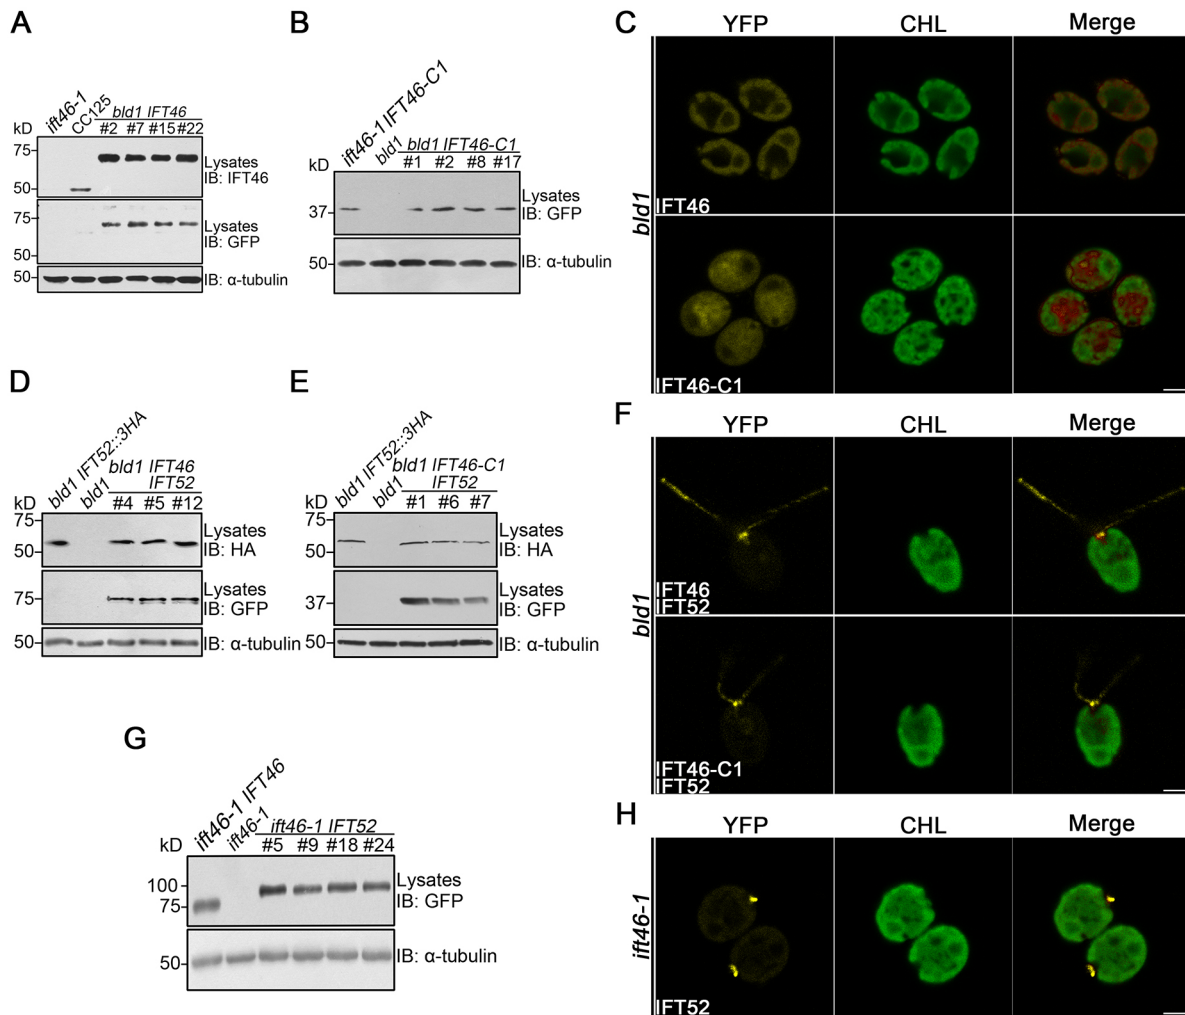 A
ift46-1
CC125
bld1 IFT46
kD
#2 #7 #15 #22
75
50
Lysates
IB: IFT46
75
50
Lysates
IB: GFP
50
IB: α-tubulin
B
ift46-1 IFT46-C1
bld1
bld1 IFT46-C1
kD
#1 #2 #8 #17
37
Lysates
IB: GFP
50
IB: α-tubulin
C
YFP CHL Merge
bld1
IFT46
IFT46-C1
D
bld1 IFT52::3HA
bld1
bld1 IFT46
IFT52
kD
#4 #5 #12
75
50
Lysates
IB: HA
75
Lysates
IB: GFP
50
IB: α-tubulin
E
bld1 IFT52::3HA
bld1
bld1 IFT46-C1
IFT52
kD
#1 #6 #7
75
50
Lysates
IB: HA
37
Lysates
IB: GFP
50
IB: α-tubulin
F
YFP CHL Merge
bld1
IFT46
IFT52
IFT46-C1
IFT52
G
ift46-1 IFT46
ift46-1
ift46-1 IFT52
kD
#5 #9 #18 #24
100
75
Lysates
IB: GFP
50
IB: α-tubulin
H
YFP CHL Merge
ift46-1
IFT52